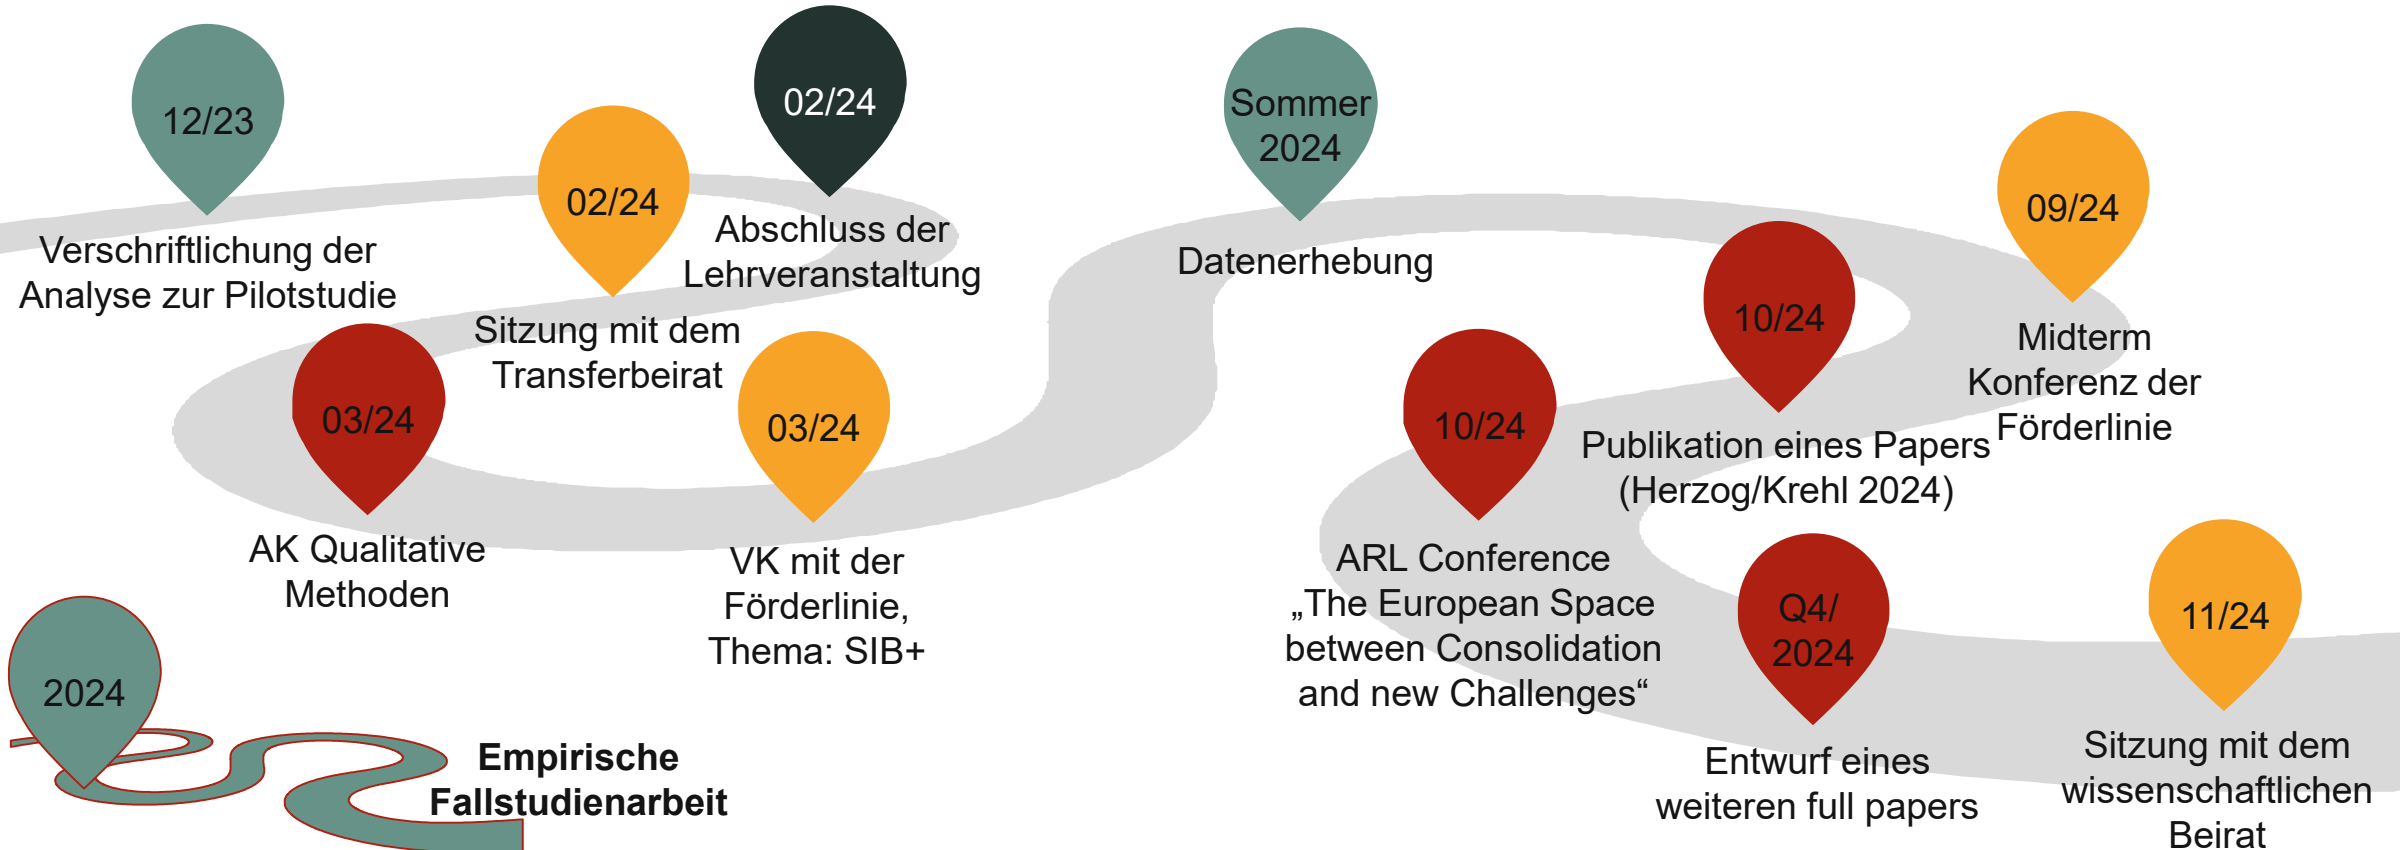 12/23
Verschriftlichung der
Analyse zur Pilotstudie
02/24
Abschluss der
Lehrveranstaltung
02/24
Sitzung mit dem
Transferbeirat
03/24
AK Qualitative
Methoden
03/24
VK mit der
Förderlinie,
Thema: SIB+
Sommer
2024
Datenerhebung
09/24
Midterm
Konferenz der
Förderlinie
10/24
Publikation eines Papers
(Herzog/Krehl 2024)
10/24
ARL Conference
„The European Space
between Consolidation
and new Challenges“
Q4/
2024
Entwurf eines
weiteren full papers
11/24
Sitzung mit dem
wissenschaftlichen
Beirat
2024
Empirische
Fallstudienarbeit